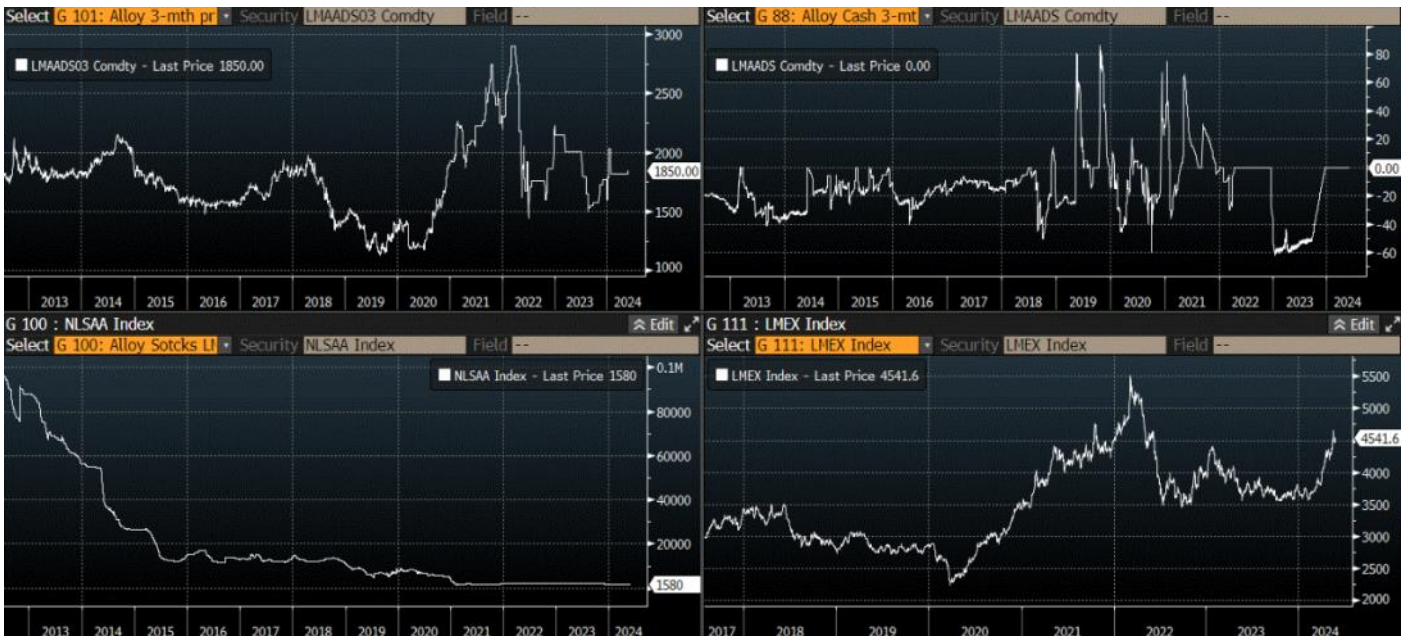 Select G 101: Alloy 3-mth pr Security LMAADS03 Comdty Field --
LMAADS03 Comdty - Last Price 1850.00
3000
2500
2000
1850.00
1500
1000
2013 2014 2015 2016 2017 2018 2019 2020 2021 2022 2023 2024
Select G 88: Alloy Cash 3-mt Security LMAADS Comdty Field --
LMAADS Comdty - Last Price 0.00
80
60
40
20
0.00
-20
-40
-60
2013 2014 2015 2016 2017 2018 2019 2020 2021 2022 2023 2024
G 100 : NLSAA Index Edit
Select G 100: Alloy Sotcks LM Security NLSAA Index Field --
NLSAA Index - Last Price 1580
0.1M
80000
60000
40000
20000
1580
2013 2014 2015 2016 2017 2018 2019 2020 2021 2022 2023 2024
G 111 : LMEX Index Edit
Select G 111: LMEX Index Security LMEX Index Field --
LMEX Index - Last Price 4541.6
5500
5000
4541.6
4000
3500
3000
2500
2000
2017 2018 2019 2020 2021 2022 2023 2024